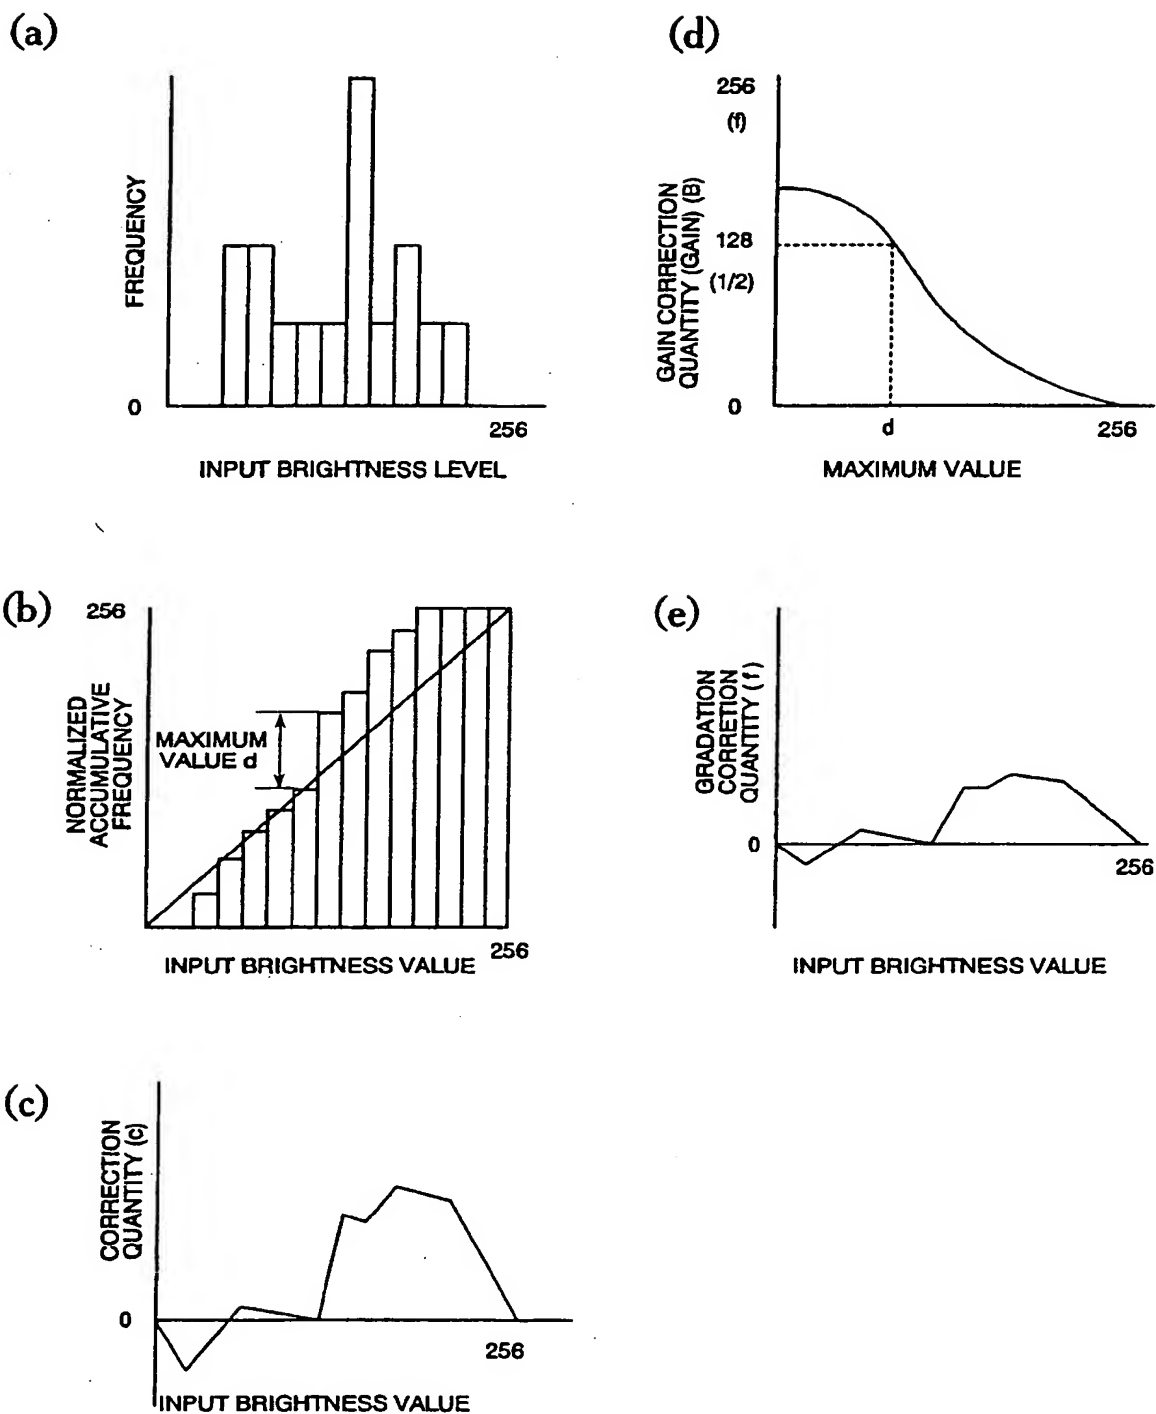 (a)
FREQUENCY
0
256
INPUT BRIGHTNESS LEVEL
(b)
256
NORMALIZED
ACCUMULATIVE
FREQUENCY
MAXIMUM
VALUE d
INPUT BRIGHTNESS VALUE
256
(c)
CORRECTION
QUANTITY (c)
0
256
INPUT BRIGHTNESS VALUE
(d)
256
(f)
GAIN CORRECTION
QUANTITY (GAIN) (B)
128
(1/2)
0
d
256
MAXIMUM VALUE
(e)
GRADATION
CORRETION
QUANTITY (f)
0
256
INPUT BRIGHTNESS VALUE